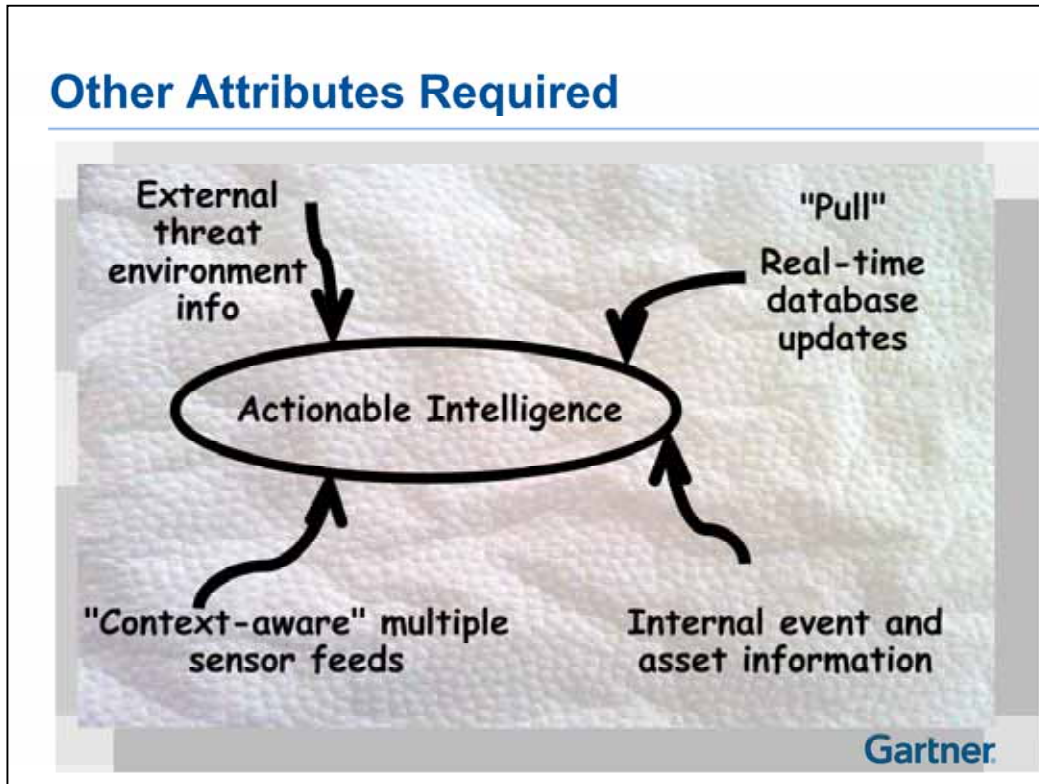 Other Attributes Required
External
threat
environment
info
"Pull"
Real-time
database
updates
Actionable Intelligence
"Context-aware" multiple
sensor feeds
Internal event and
asset information
Gartner